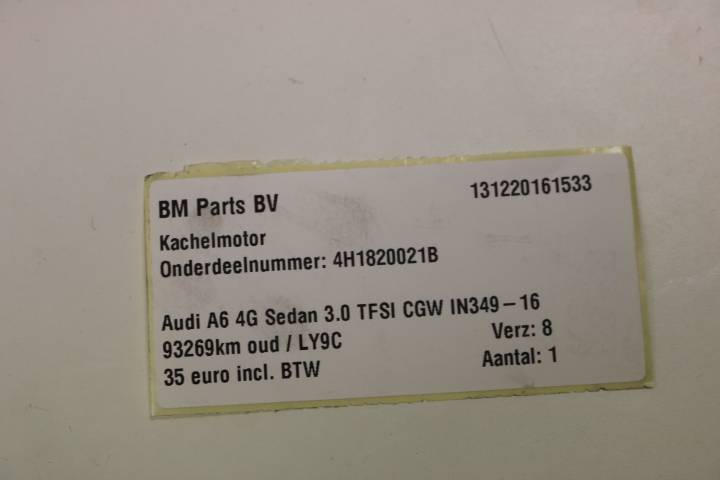 BM Parts BV 131220161533
Kachelmotor
Onderdeelnummer: 4H1820021B
Audi A6 4G Sedan 3.0 TFSI CGW IN349-16
93269km oud / LY9C Verz: 8
35 euro incl. BTW Aantal: 1